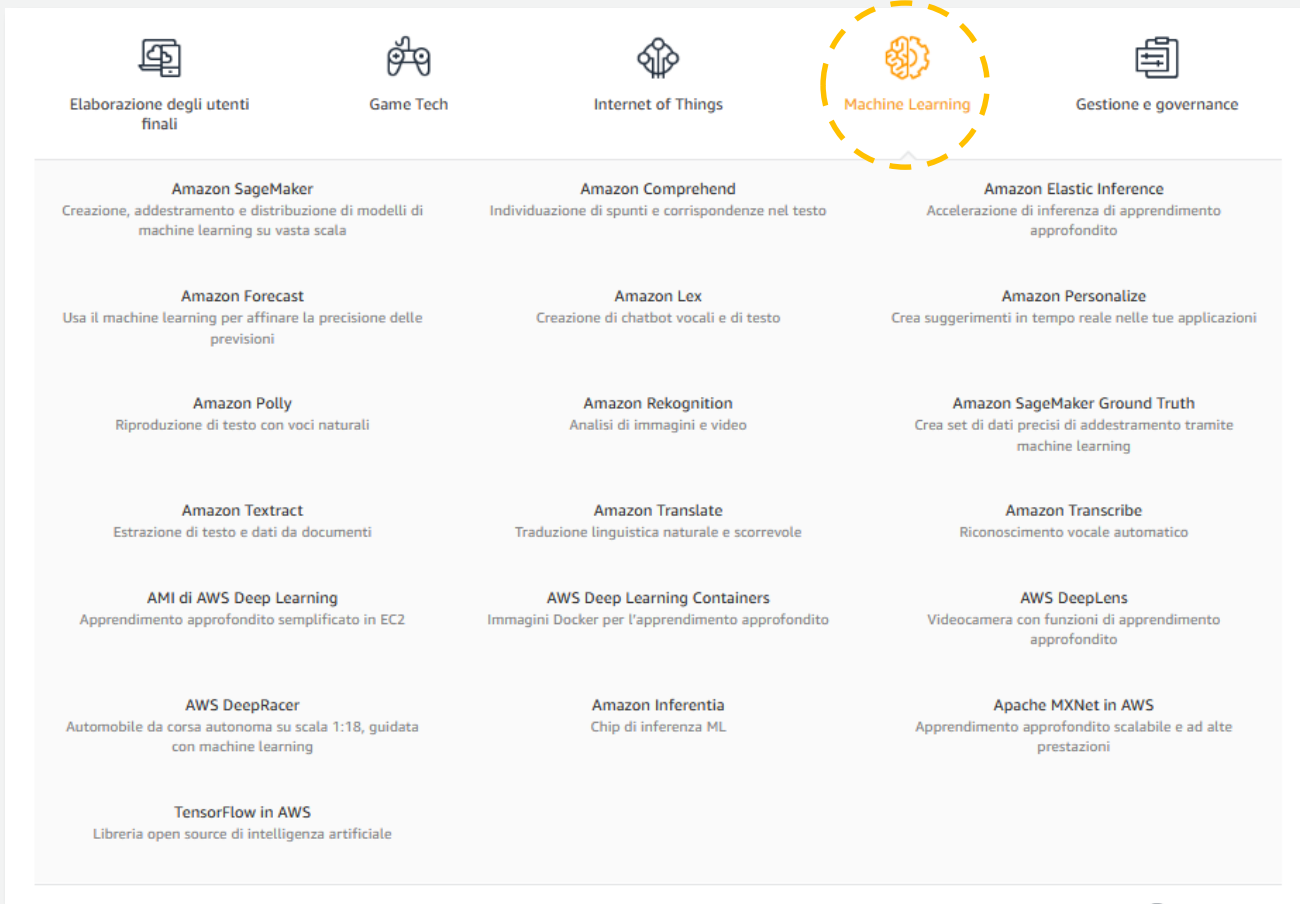 Elaborazione degli utenti
finali
Game Tech
Internet of Things
Machine Learning
Gestione e governance
Amazon SageMaker
Creazione, addestramento e distribuzione di modelli di
machine learning su vasta scala
Amazon Comprehend
Individuazione di spunti e corrispondenze nel testo
Amazon Elastic Inference
Accelerazione di inferenza di apprendimento
approfondito
Amazon Forecast
Usa il machine learning per affinare la precisione delle
previsioni
Amazon Lex
Creazione di chatbot vocali e di testo
Amazon Personalize
Crea suggerimenti in tempo reale nelle tue applicazioni
Amazon Polly
Riproduzione di testo con voci naturali
Amazon Rekognition
Analisi di immagini e video
Amazon SageMaker Ground Truth
Crea set di dati precisi di addestramento tramite
machine learning
Amazon Textract
Estrazione di testo e dati da documenti
Amazon Translate
Traduzione linguistica naturale e scorrevole
Amazon Transcribe
Riconoscimento vocale automatico
AMI di AWS Deep Learning
Apprendimento approfondito semplificato in EC2
AWS Deep Learning Containers
Immagini Docker per l'apprendimento approfondito
AWS DeepLens
Videocamera con funzioni di apprendimento
approfondito
AWS DeepRacer
Automobile da corsa autonoma su scala 1:18, guidata
con machine learning
Amazon Inferentia
Chip di inferenza ML
Apache MXNet in AWS
Apprendimento approfondito scalabile e ad alte
prestazioni
TensorFlow in AWS
Libreria open source di intelligenza artificiale